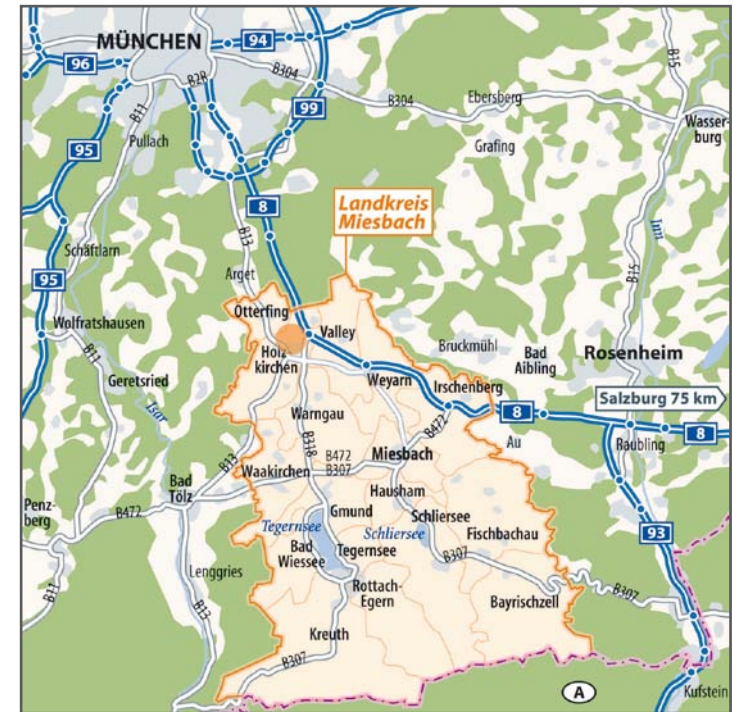 MÜNCHEN
94
96
B2R
B304
B15
B11
99
B304
Ebersberg
Wasser-
burg
Pullach
Grafing
95
8
Landkreis
Miesbach
B13
Inn
Schäftlarn
B15
95
Arget
Otterfing
Wolfratshausen
Valley
Bruckmühl
Bad
Aibling
Rosenheim
Holz
kirchen
B11
Geretsried
Weyarn
Irschenberg
Salzburg 75 km
Isar
8
8
Warngau
B318
B472
Au
Raubling
B13
B472
B307
Miesbach
Waakirchen
Bad
Tölz
Hausham
Penz-
berg
B472
Gmund
Schliersee
Tegernsee
Schliersee
Fischbachau
93
Bad
Wiessee
Tegernsee
B307
Lenggries
Rottach-
Egern
B307
B11
B13
Bayrischzell
Kreuth
B307
A
Kufstein